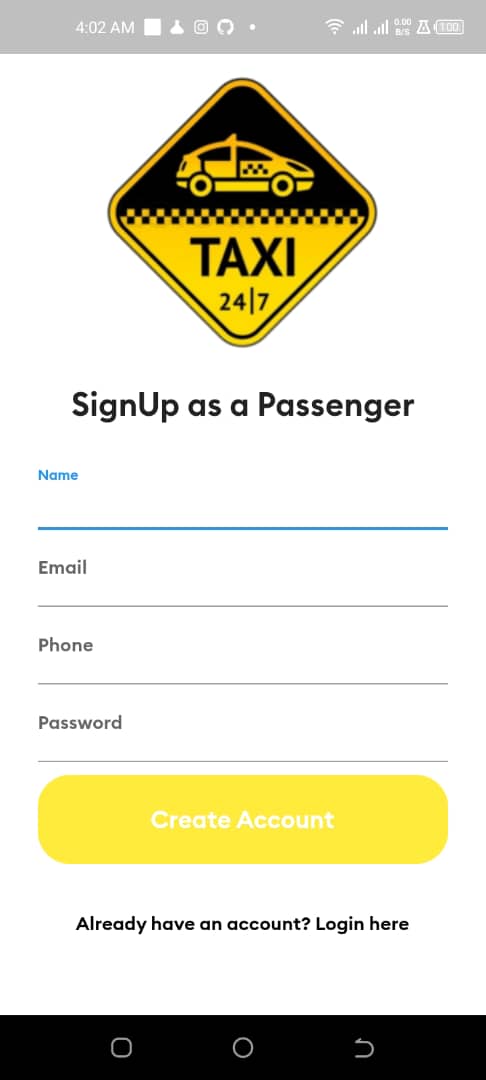 4:02 AM
0.00
B/S
100
TAXI
24|7
SignUp as a Passenger
Name
Email
Phone
Password
Create Account
Already have an account? Login here